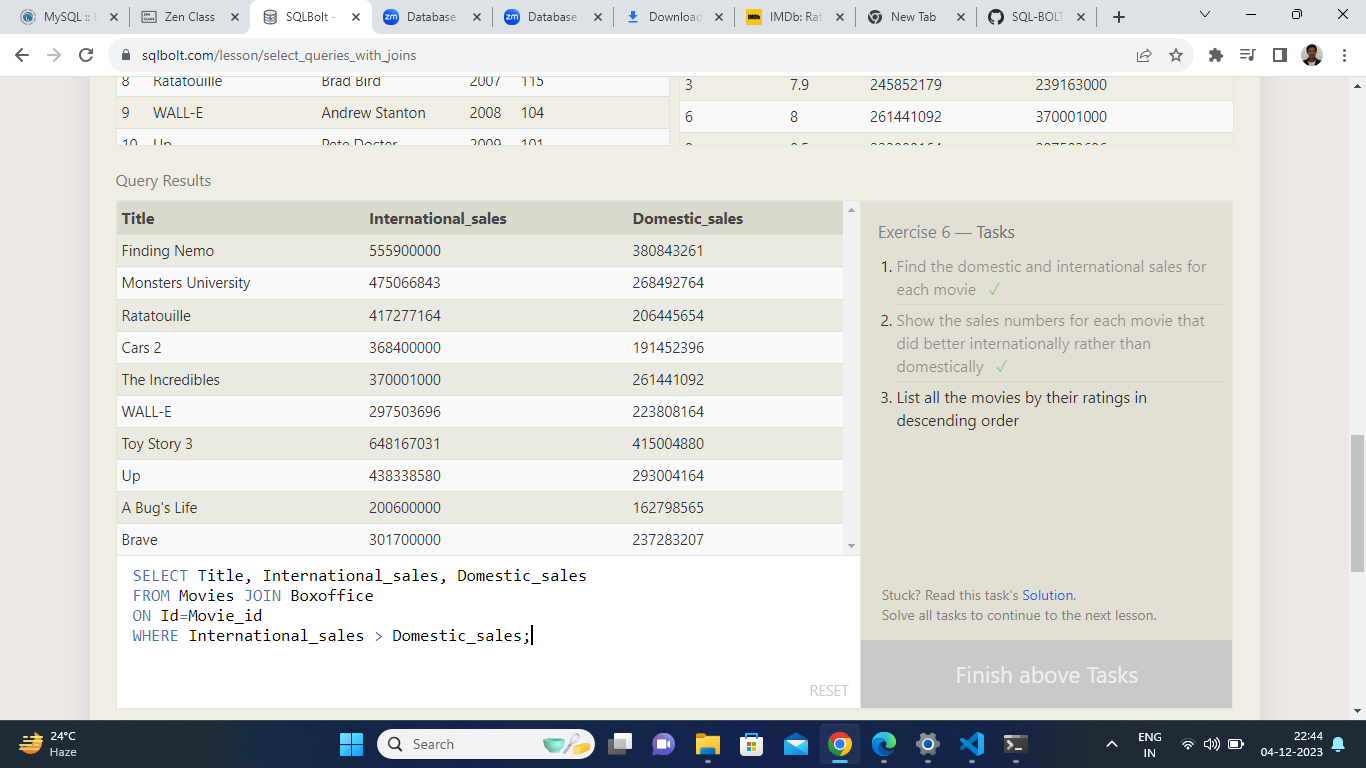 MySQL :: E
Zen Class
SQLBolt -
Database
Database
Download
IMDb: Rat
New Tab
SQL-BOLT
sqlbolt.com/lesson/select_queries_with_joins
8 Ratatouille Brad Bird 2007 115
3 7.9 245852179 239163000
9 WALL-E Andrew Stanton 2008 104
6 8 261441092 370001000
10 Up Pete Docter 2009 101
Query Results
Title International_sales Domestic_sales
Finding Nemo 555900000 380843261
Monsters University 475066843 268492764
Ratatouille 417277164 206445654
Cars 2 368400000 191452396
The Incredibles 370001000 261441092
WALL-E 297503696 223808164
Toy Story 3 648167031 415004880
Up 438338580 293004164
A Bug's Life 200600000 162798565
Brave 301700000 237283207
SELECT Title, International_sales, Domestic_sales
FROM Movies JOIN Boxoffice
ON Id=Movie_id
WHERE International_sales > Domestic_sales;
RESET
Exercise 6 — Tasks
1. Find the domestic and international sales for
each movie ✓
2. Show the sales numbers for each movie that
did better internationally rather than
domestically ✓
3. List all the movies by their ratings in
descending order
Stuck? Read this task's Solution.
Solve all tasks to continue to the next lesson.
Finish above Tasks
24°C
Haze
Search
ENG
IN
22:44
04-12-2023